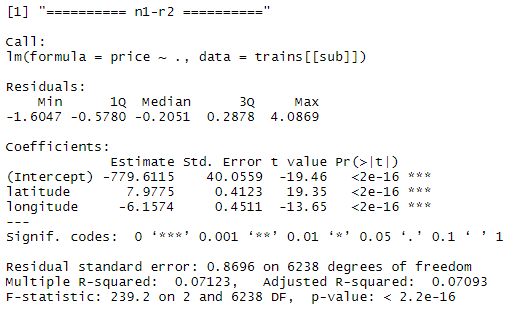 [1] "========== n1-r2 =========="
Call:
lm(formula = price ~ ., data = trains[[sub]])
Residuals:
    Min      1Q  Median      3Q     Max
-1.6047 -0.5780 -0.2051  0.2878  4.0869
Coefficients:
             Estimate Std. Error t value Pr(>|t|)
(Intercept) -779.6115    40.0559  -19.46   <2e-16 ***
latitude       7.9775     0.4123   19.35   <2e-16 ***
longitude     -6.1574     0.4511  -13.65   <2e-16 ***
---
Signif. codes:  0 ‘***’ 0.001 ‘**’ 0.01 ‘*’ 0.05 ‘.’ 0.1 ‘ ’ 1
Residual standard error: 0.8696 on 6238 degrees of freedom
Multiple R-squared:  0.07123,	Adjusted R-squared:  0.07093
F-statistic: 239.2 on 2 and 6238 DF,  p-value: < 2.2e-16